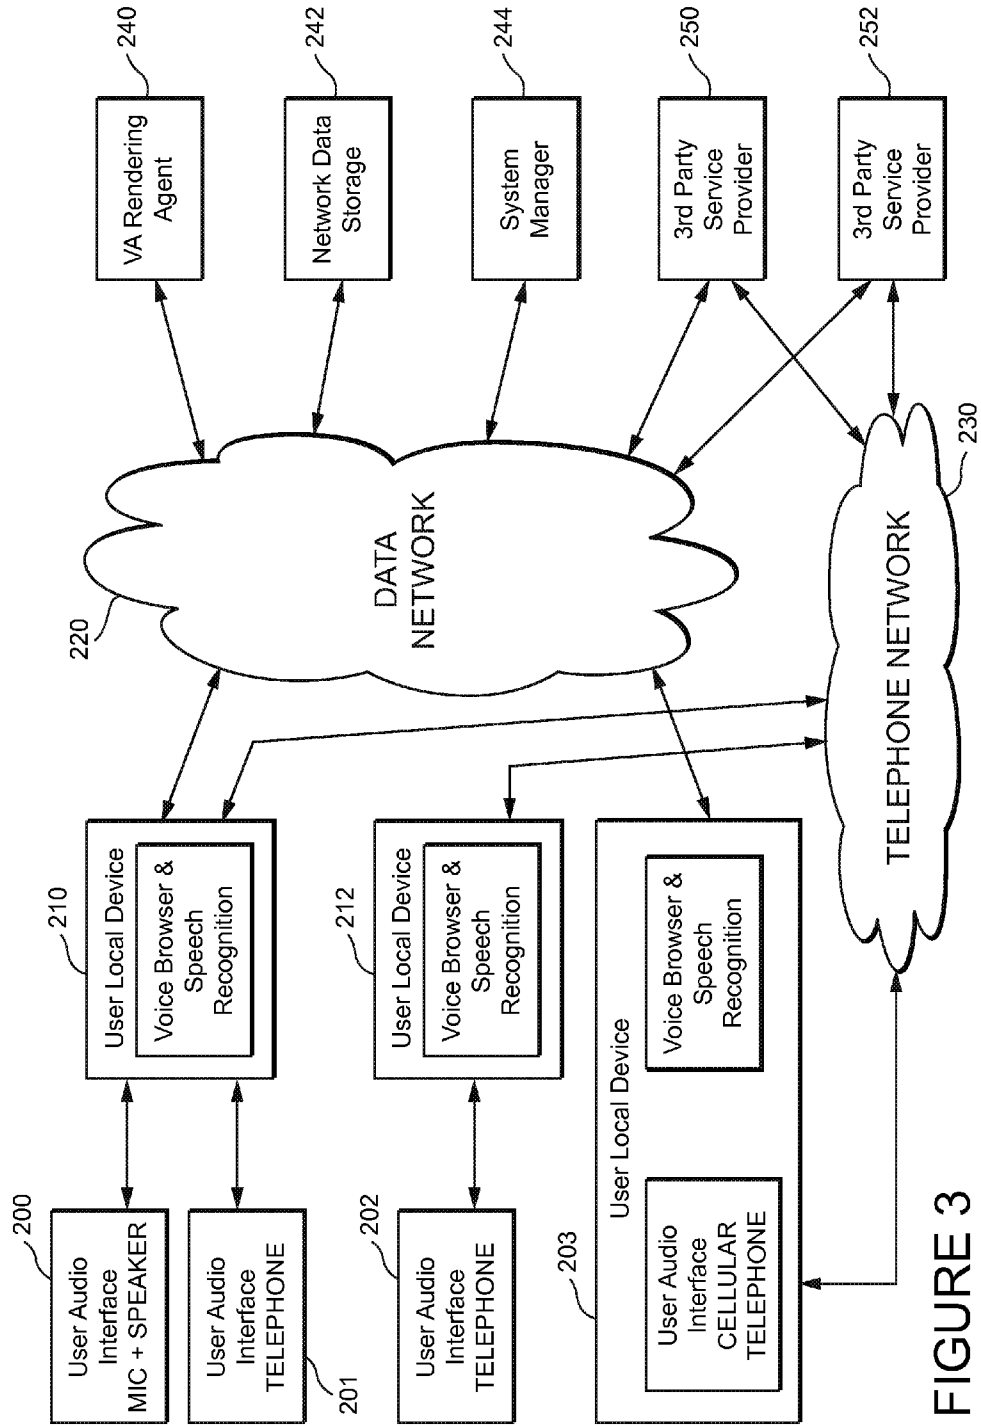 200
User Audio
Interface
MIC + SPEAKER
User Audio
Interface
TELEPHONE
201
202
User Audio
Interface
TELEPHONE
203
User Local Device
User Audio
Interface
CELLULAR
TELEPHONE
Voice Browser &
Speech
Recognition
210
User Local Device
Voice Browser &
Speech
Recognition
212
User Local Device
Voice Browser &
Speech
Recognition
220
DATA
NETWORK
TELEPHONE NETWORK
230
240
VA Rendering
Agent
242
Network Data
Storage
244
System
Manager
250
3rd Party
Service
Provider
252
3rd Party
Service
Provider
FIGURE 3